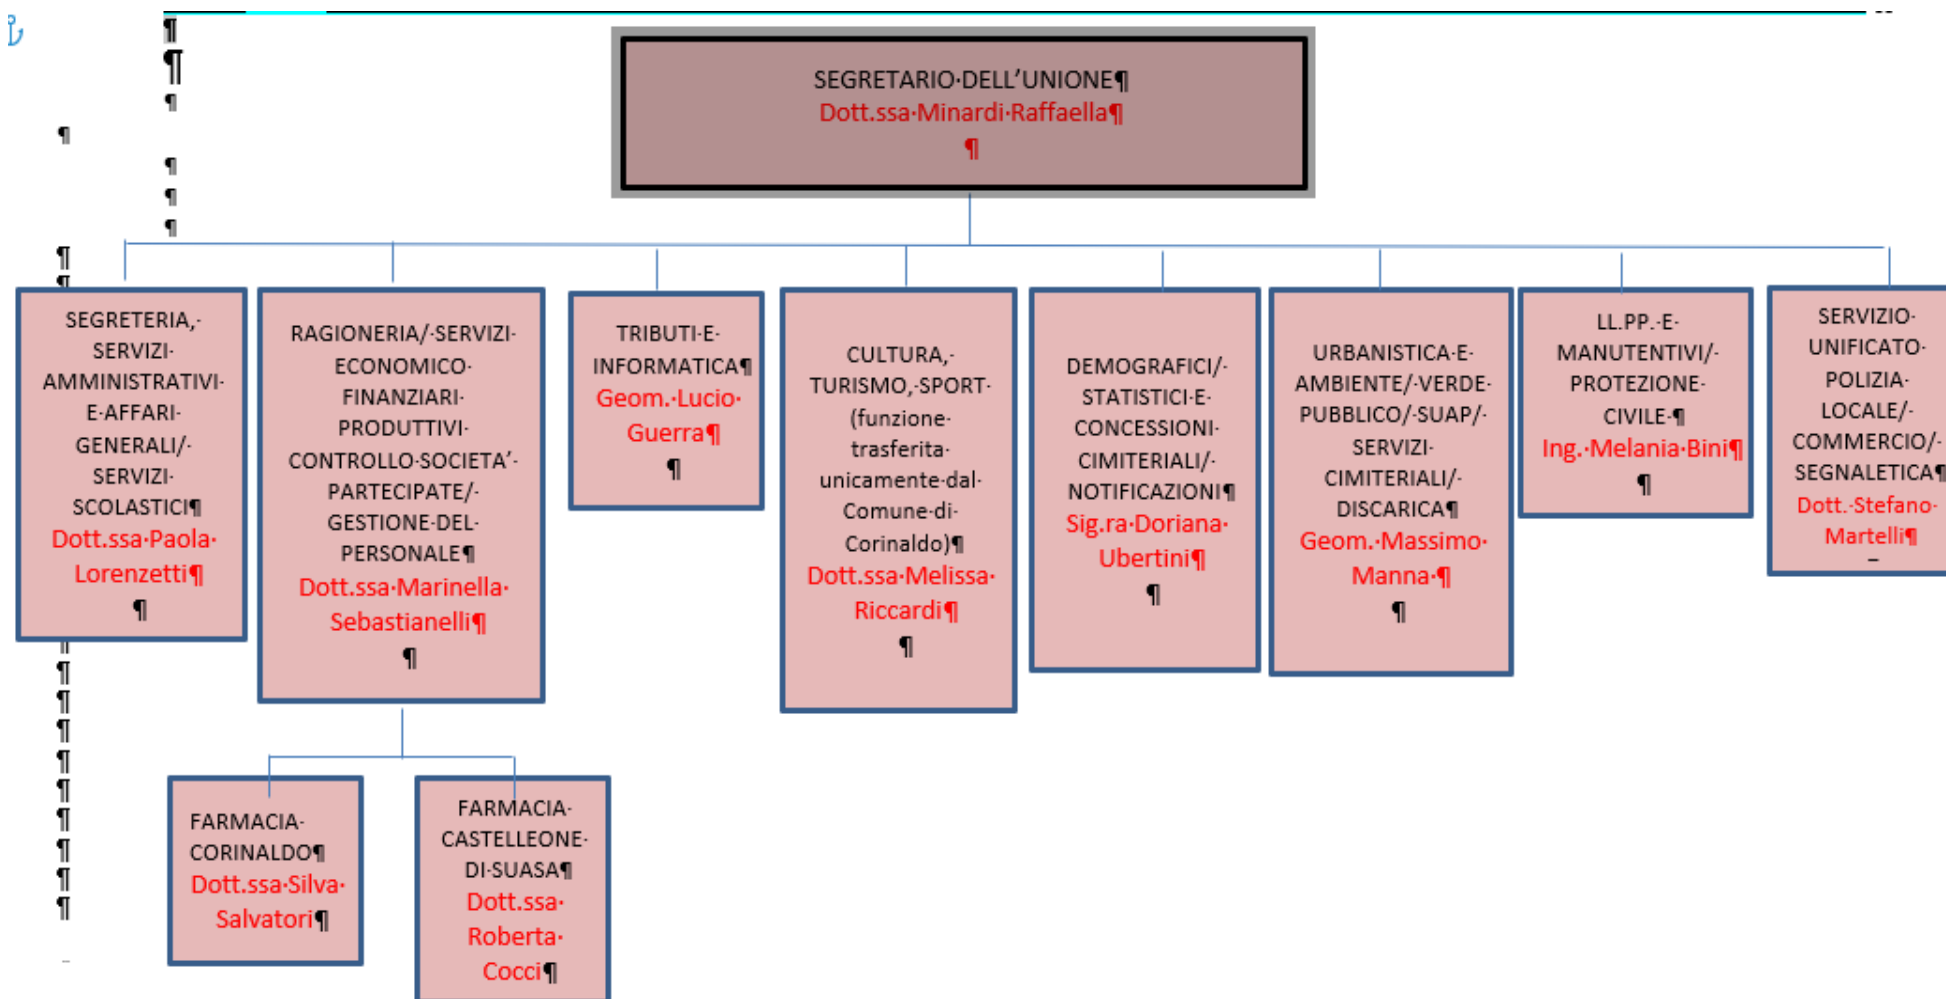 SEGRETARIO DELL'UNIONE¶
Dott.ssa Minardi Raffaella¶
¶
SEGRETERIA,
SERVIZI
AMMINISTRATIVI
E AFFARI
GENERALI/
SERVIZI
SCOLASTICI¶
Dott.ssa Paola
Lorenzetti¶
¶
RAGIONERIA/ SERVIZI
ECONOMICO
FINANZIARI
PRODUTTIVI
CONTROLLO SOCIETA'
PARTECIPATE/
GESTIONE DEL
PERSONALE¶
Dott.ssa Marinella
Sebastianelli¶
¶
TRIBUTI E
INFORMATICA¶
Geom. Lucio
Guerra¶
¶
CULTURA,
TURISMO, SPORT
(funzione
trasferita
unicamente dal
Comune di
Corinaldo)¶
Dott.ssa Melissa
Riccardi¶
¶
DEMOGRAFICI/
STATISTICI E
CONCESSIONI
CIMITERIALI/
NOTIFICAZIONI¶
Sig.ra Doriana
Ubertini¶
¶
URBANISTICA E
AMBIENTE/ VERDE
PUBBLICO/ SUAP/
SERVIZI
CIMITERIALI/
DISCARICA¶
Geom. Massimo
Manna ¶
¶
LL.PP. E
MANUTENTIVI/
PROTEZIONE
CIVILE ¶
Ing. Melania Bini¶
¶
SERVIZIO
UNIFICATO
POLIZIA
LOCALE/
COMMERCIO/
SEGNALETICA¶
Dott. Stefano
Martelli¶
FARMACIA
CORINALDO¶
Dott.ssa Silva
Salvatori¶
FARMACIA
CASTELLEONE
DI SUASA¶
Dott.ssa
Roberta
Cocci¶